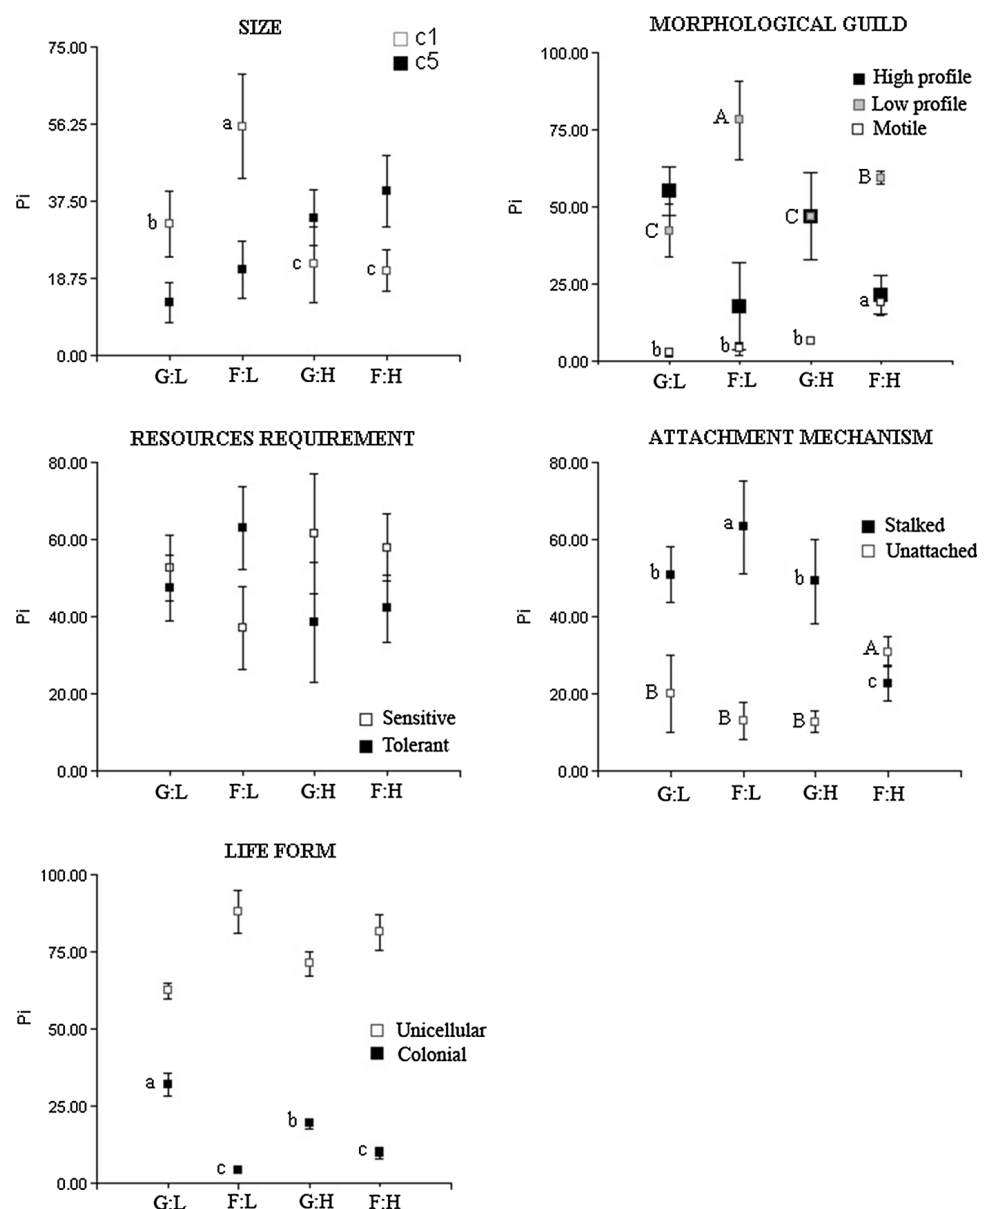 SIZE
c1
c5
75.00
56.25
37.50
18.75
0.00
Pi
a
b
c
c
G:L F:L G:H F:H
MORPHOLOGICAL GUILD
High profile
Low profile
Motile
100.00
75.00
50.00
25.00
0.00
Pi
A
B
C
C
a
b
b
b
G:L F:L G:H F:H
RESOURCES REQUIREMENT
80.00
60.00
40.00
20.00
0.00
Pi
Sensitive
Tolerant
G:L F:L G:H F:H
ATTACHMENT MECHANISM
Stalked
Unattached
80.00
60.00
40.00
20.00
0.00
Pi
a
b
b
A
c
B
B
B
G:L F:L G:H F:H
LIFE FORM
100.00
75.00
50.00
25.00
0.00
Pi
Unicellular
Colonial
a
b
c
c
G:L F:L G:H F:H